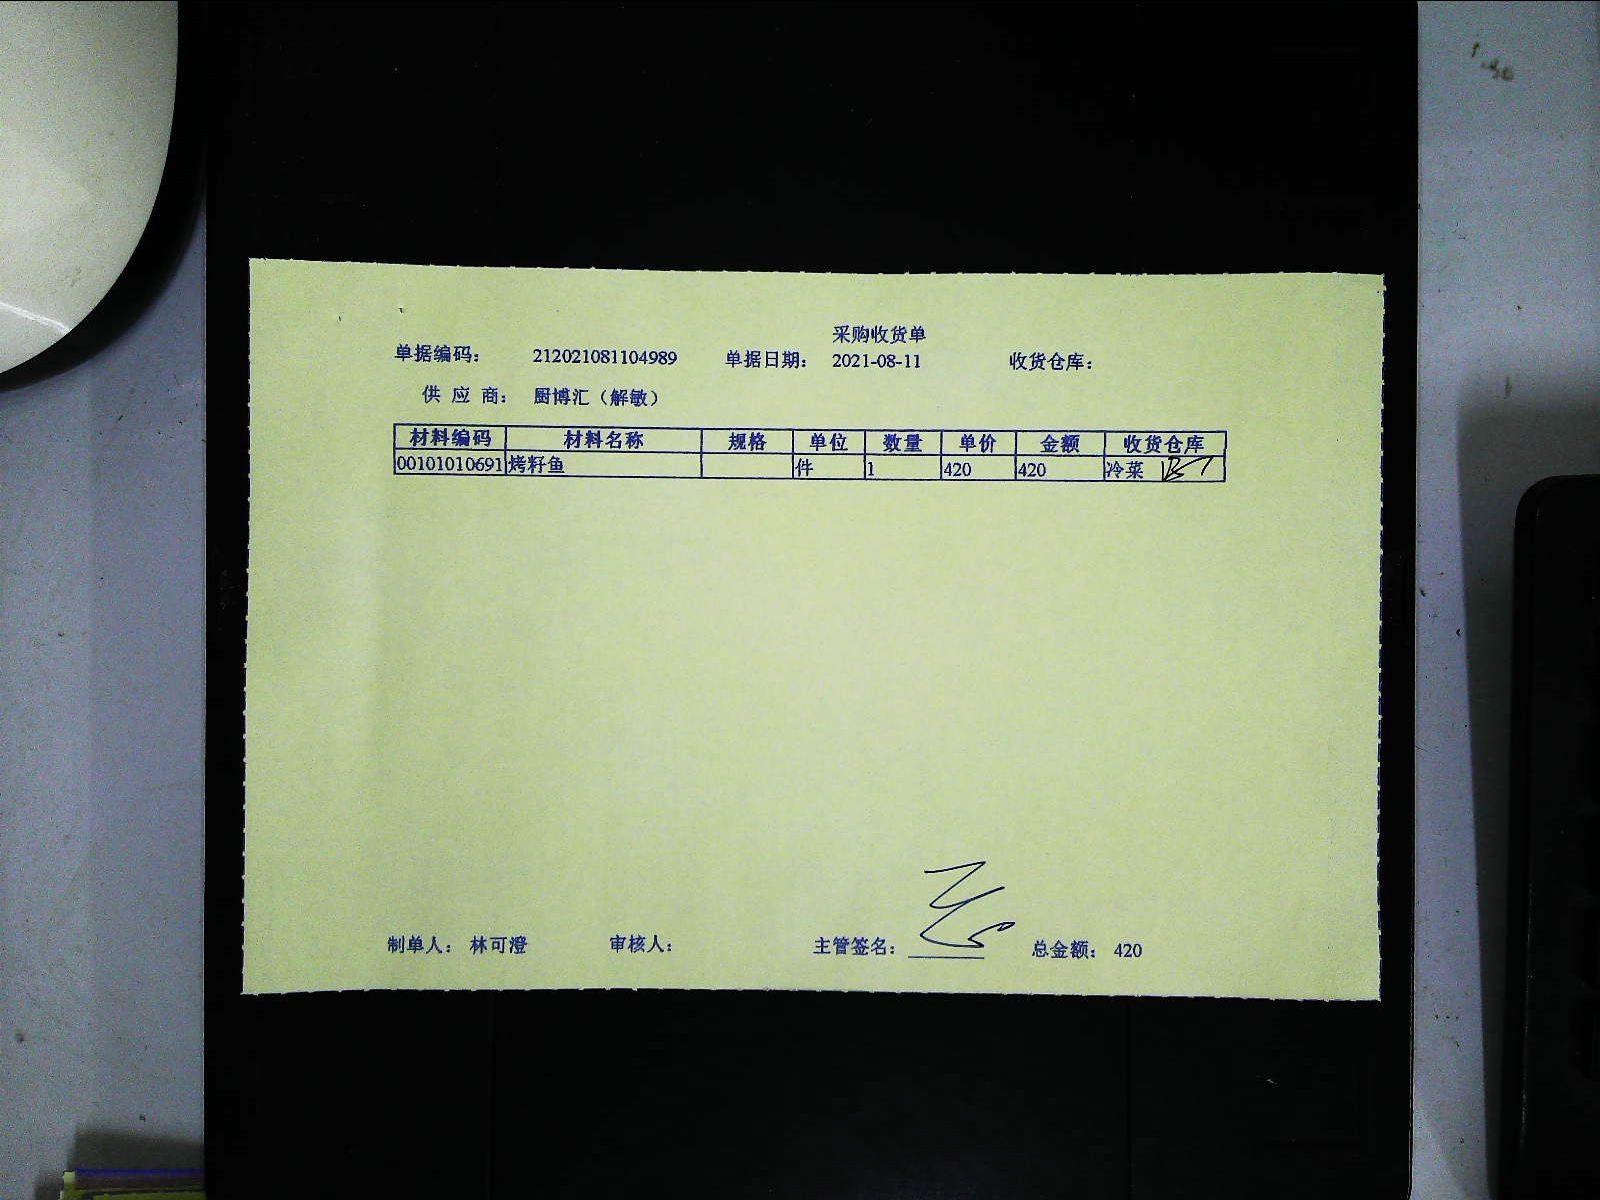 采购收货单
单据编码： 212021081104989 单据日期： 2021-08-11 收货仓库：
供 应 商： 厨博汇（解敏）
材料编码 材料名称 规格 单位 数量 单价 金额 收货仓库
00101010691 烤籽鱼 件 1 420 420 冷菜
制单人： 林可澄 审核人： 主管签名： 总金额： 420